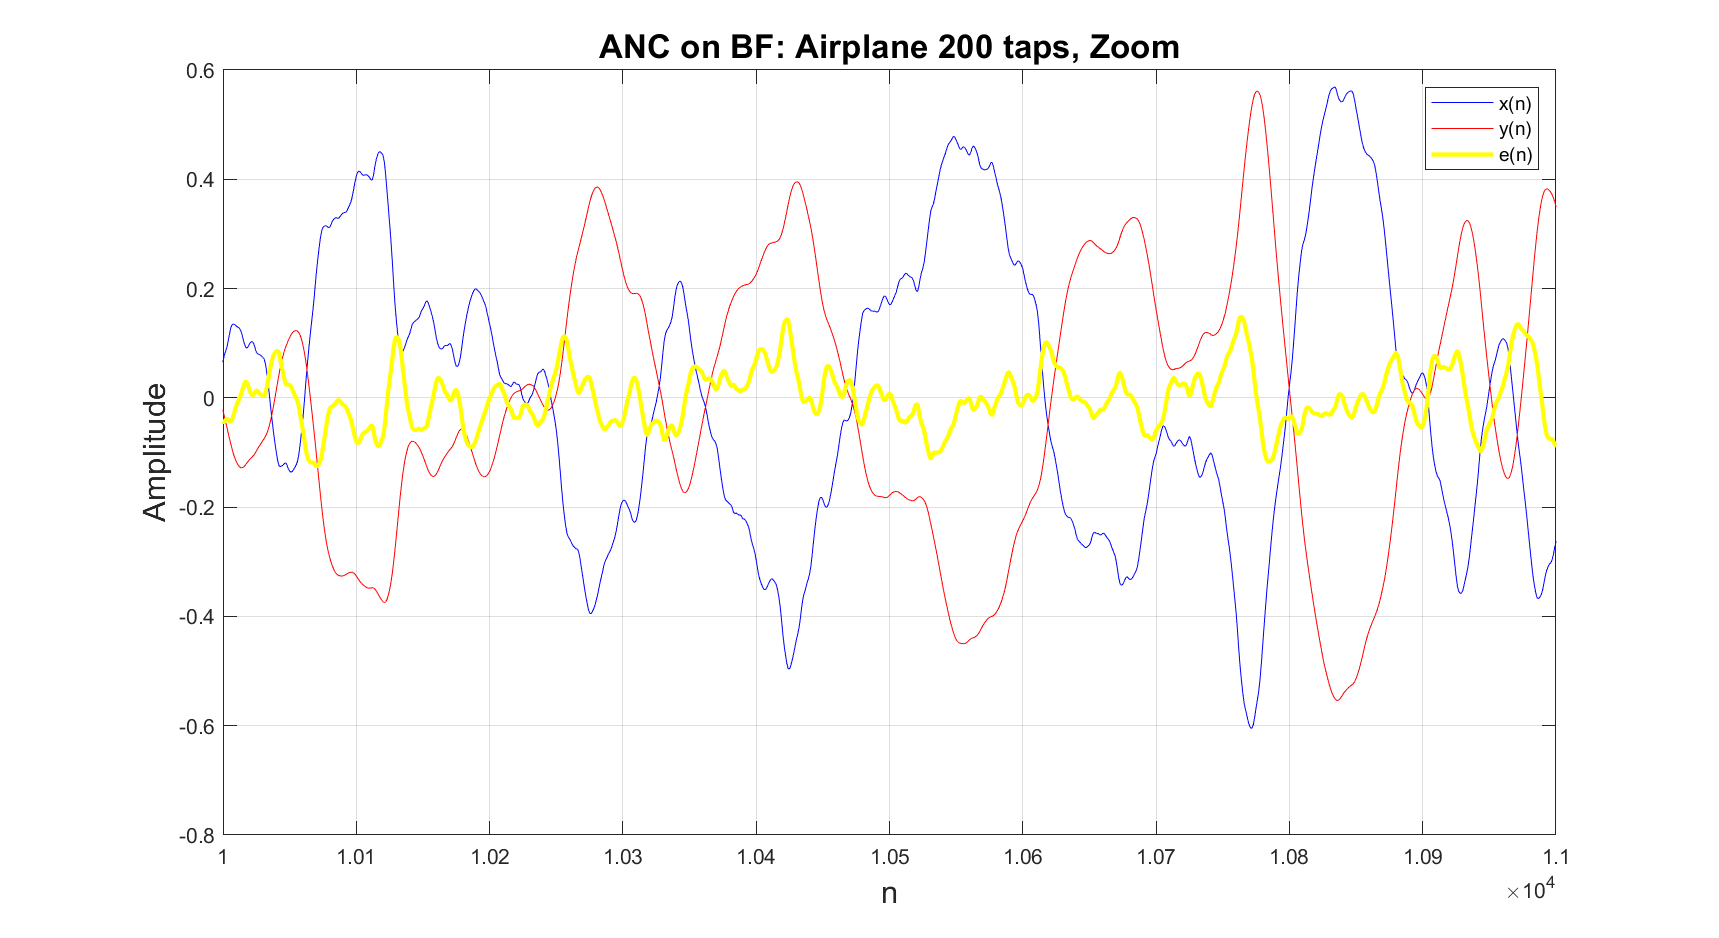 ANC on BF: Airplane 200 taps, Zoom
x(n)
y(n)
e(n)
Amplitude
0.6
0.4
0.2
0
-0.2
-0.4
-0.6
-0.8
1 1.01 1.02 1.03 1.04 1.05 1.06 1.07 1.08 1.09 1.1
×10⁴
n